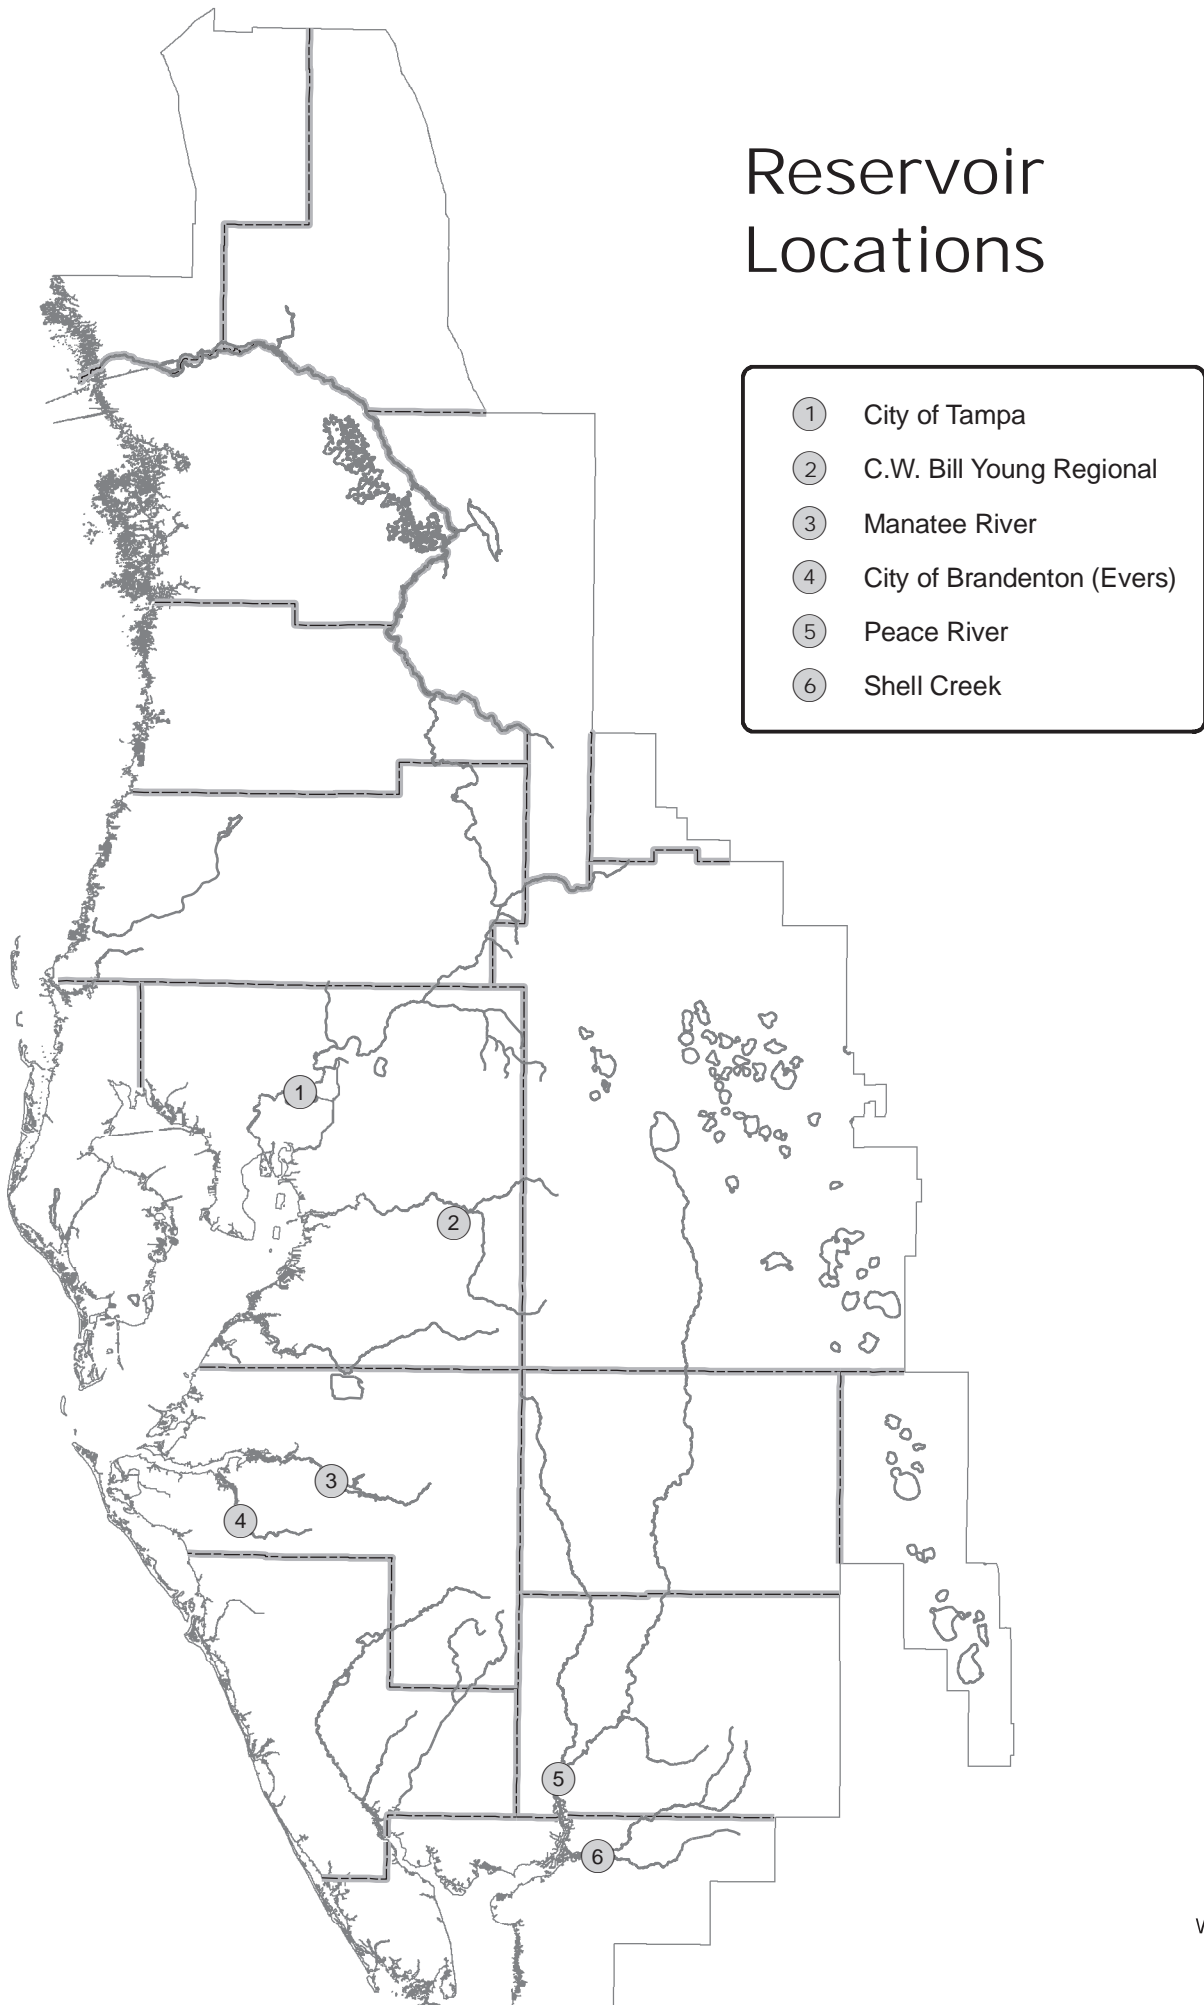 Reservoir
Locations
1 City of Tampa
2 C.W. Bill Young Regional
3 Manatee River
4 City of Brandenton (Evers)
5 Peace River
6 Shell Creek
1
2
3
4
5
6